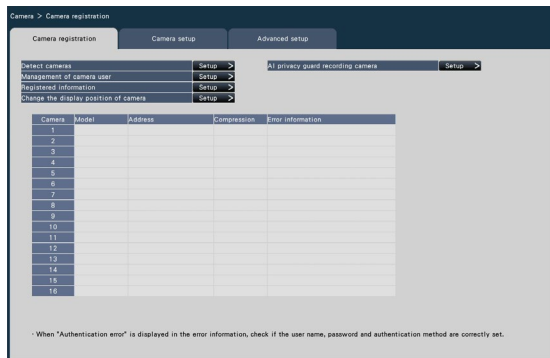 Camera > Camera registration
Camera registration Camera setup Advanced setup
Detect cameras Setup > AI privacy guard recording camera Setup >
Management of camera user Setup >
Registered information Setup >
Change the display position of camera Setup >
Camera Model Address Compression Error information
1
2
3
4
5
6
7
8
9
10
11
12
13
14
15
16
· When "Authentication error" is displayed in the error information, check if the user name, password and authentication method are correctly set.